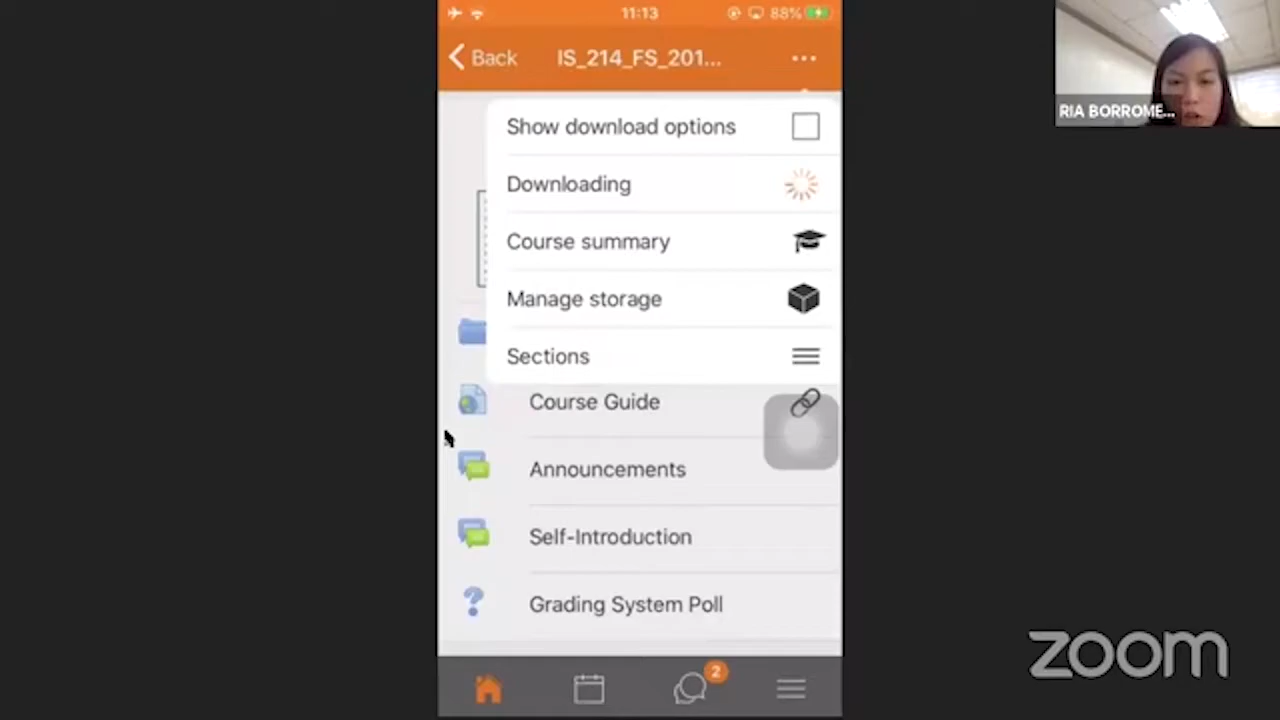 11:13
88%
Back
IS_214_FS_201...
RIA BORROME...
Show download options
Downloading
Course summary
Manage storage
Sections
Course Guide
Announcements
Self-Introduction
Grading System Poll
2
zoom